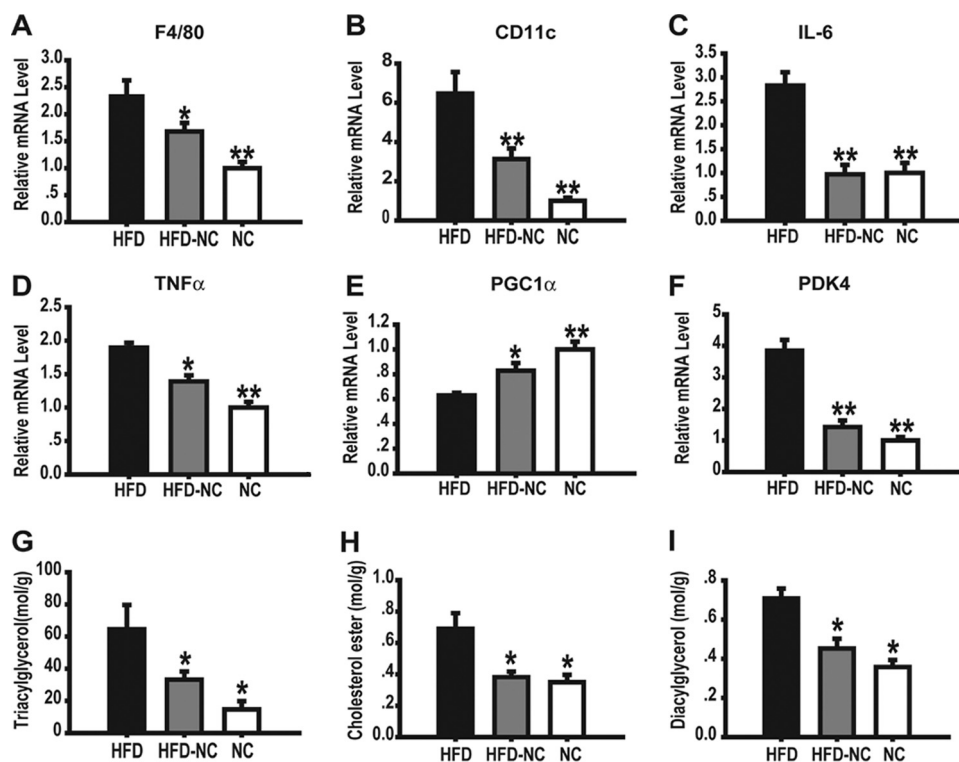 A
F4/80
Relative mRNA Level
2.5
2.0
1.5
1.0
.5
0.0
*
**
HFD
HFD-NC
NC
B
CD11c
Relative mRNA Level
8
6
4
2
0
**
**
HFD
HFD-NC
NC
C
IL-6
Relative mRNA Level
3.5
3.0
2.5
2.0
1.5
1.0
.5
0.0
**
**
HFD
HFD-NC
NC
D
TNFα
Relative mRNA Level
2.5
2.0
1.5
1.0
.5
0.0
*
**
HFD
HFD-NC
NC
E
PGC1α
Relative mRNA Level
1.2
1.0
.8
.6
.4
.2
0.0
*
**
HFD
HFD-NC
NC
F
PDK4
Relative mRNA Level
5
4
3
2
1
0
**
**
HFD
HFD-NC
NC
G
Triacylglycerol(mol/g)
100
80
60
40
20
0
*
*
HFD
HFD-NC
NC
H
Cholesterol ester (mol/g)
1.0
.8
.6
.4
.2
0.0
*
*
HFD
HFD-NC
NC
I
Diacylglycerol (mol/g)
.8
.6
.4
.2
0
*
*
HFD
HFD-NC
NC